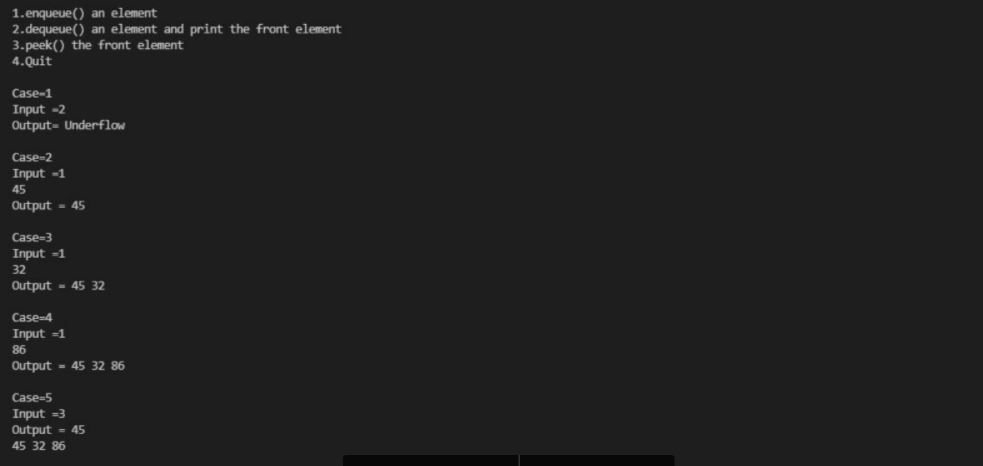 1.enqueue() an element
2.dequeue() an element and print the front element
3.peek() the front element
4.Quit
Case=1
Input =2
Output= Underflow
Case=2
Input =1
45
Output = 45
Case=3
Input =1
32
Output = 45 32
Case=4
Input =1
86
Output = 45 32 86
Case=5
Input =3
Output = 45
45 32 86